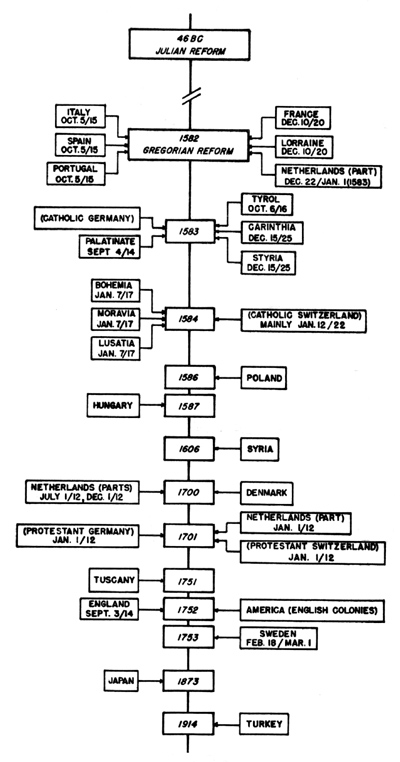 46 BC
JULIAN REFORM
ITALY
OCT. 5/15
SPAIN
OCT. 5/15
PORTUGAL
OCT. 5/15
1582
GREGORIAN REFORM
FRANCE
DEC. 10/20
LORRAINE
DEC. 10/20
NETHERLANDS (PART)
DEC. 22/JAN. 1(1583)
(CATHOLIC GERMANY)
PALATINATE
SEPT 4/14
1583
TYROL
OCT. 6/16
CARINTHIA
DEC. 15/25
STYRIA
DEC. 15/25
BOHEMIA
JAN. 7/17
MORAVIA
JAN. 7/17
LUSATIA
JAN. 7/17
1584
(CATHOLIC SWITZERLAND)
MAINLY JAN. 12/22
1586
POLAND
HUNGARY
1587
1606
SYRIA
NETHERLANDS (PARTS)
JULY 1/12, DEC. 1/12
1700
DENMARK
(PROTESTANT GERMANY)
JAN. 1/12
1701
NETHERLANDS (PART)
JAN. 1/12
(PROTESTANT SWITZERLAND)
JAN. 1/12
TUSCANY
1751
ENGLAND
SEPT. 3/14
1752
AMERICA (ENGLISH COLONIES)
1753
SWEDEN
FEB. 18/MAR. 1
JAPAN
1873
1914
TURKEY